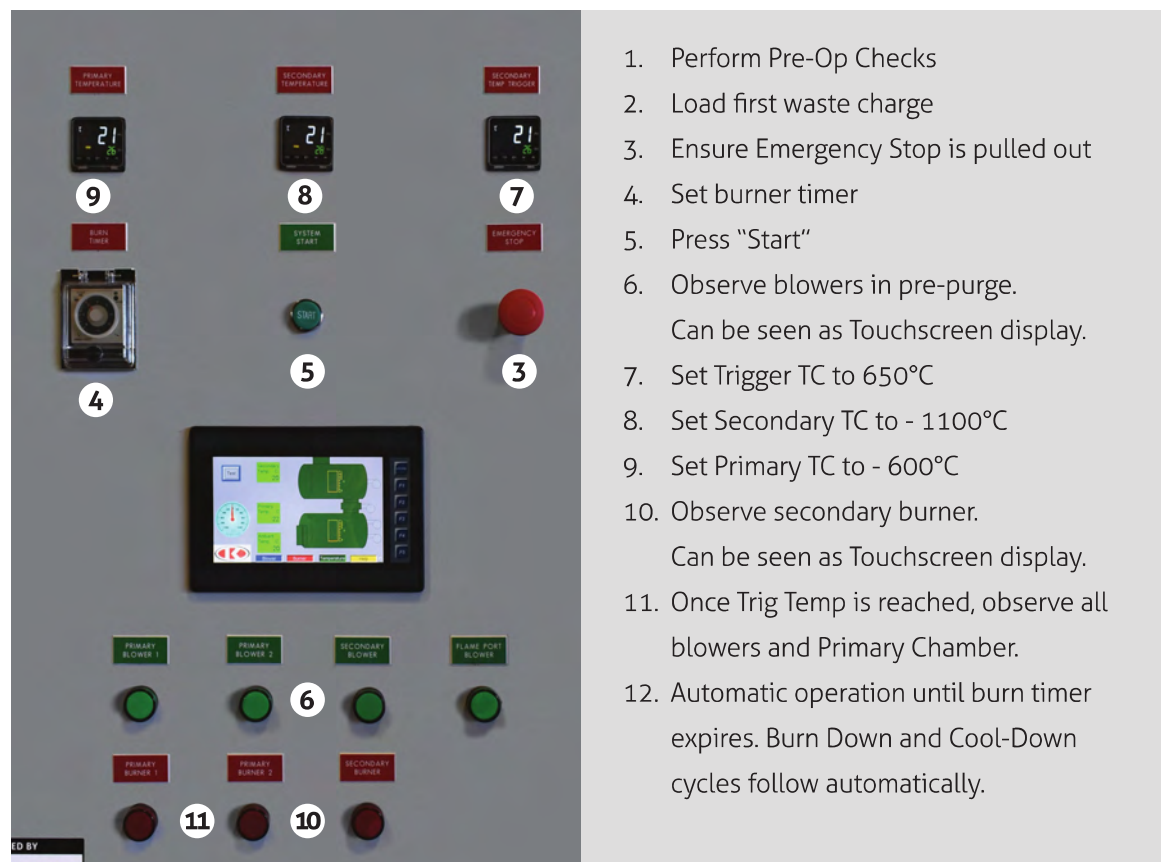 PRIMARY
TEMPERATURE
SECONDARY
TEMPERATURE
SECONDARY
TEMP TRIGGER
21
26
21
26
21
26
9
8
7
BURN
TIMER
SYSTEM
START
EMERGENCY
STOP
START
4
5
3
PRIMARY
BLOWER 1
PRIMARY
BLOWER 2
SECONDARY
BLOWER
FLAME PORT
BLOWER
6
PRIMARY
BURNER 1
PRIMARY
BURNER 2
SECONDARY
BURNER
11
10
ED BY
1. Perform Pre-Op Checks
2. Load first waste charge
3. Ensure Emergency Stop is pulled out
4. Set burner timer
5. Press “Start”
6. Observe blowers in pre-purge.
Can be seen as Touchscreen display.
7. Set Trigger TC to 650°C
8. Set Secondary TC to - 1100°C
9. Set Primary TC to - 600°C
10. Observe secondary burner.
Can be seen as Touchscreen display.
11. Once Trig Temp is reached, observe all
blowers and Primary Chamber.
12. Automatic operation until burn timer
expires. Burn Down and Cool-Down
cycles follow automatically.